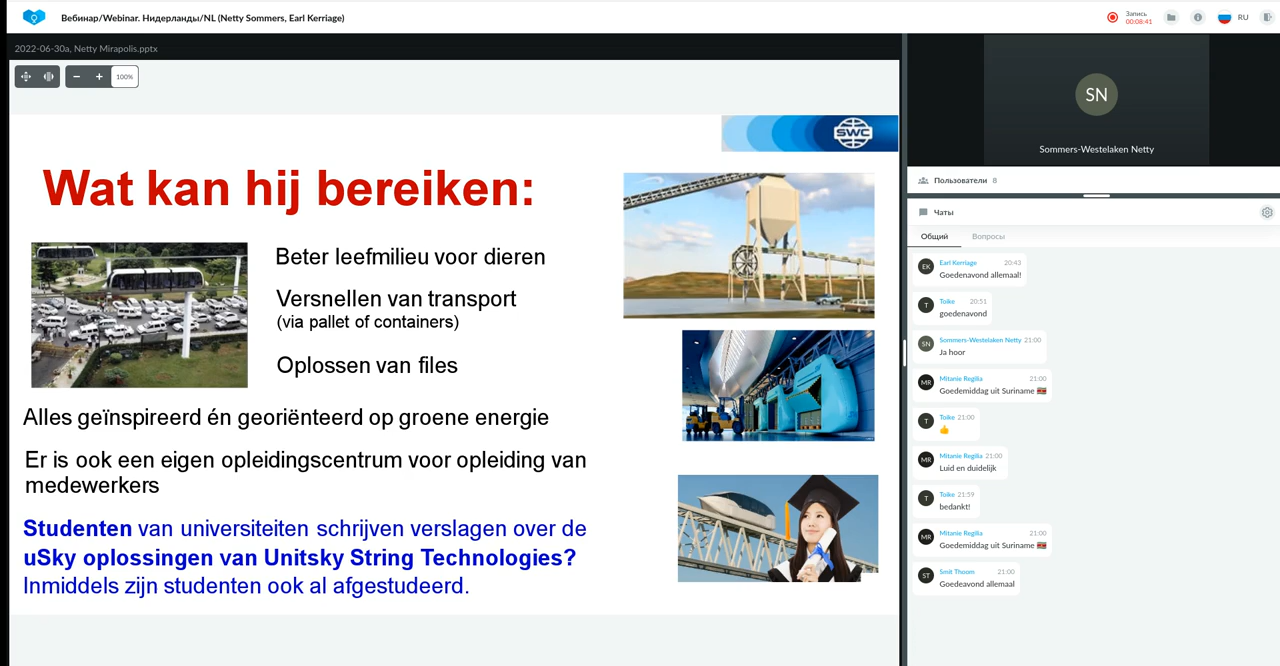 Вебинар/Webinar. Нидерланды/NL (Netty Sommers, Earl Kerriage)
Запись
00:08:41
RU
2022-06-30a, Netty Mirapolis.pptx
100%
SWC
Wat kan hij bereiken:
Beter leefmilieu voor dieren
Versnellen van transport
(via pallet of containers)
Oplossen van files
Alles geïnspireerd én georiënteerd op groene energie
Er is ook een eigen opleidingscentrum voor opleiding van
medewerkers
Studenten van universiteiten schrijven verslagen over de
uSky oplossingen van Unitsky String Technologies?
Inmiddels zijn studenten ook al afgestudeerd.
SN
Sommers-Westelaken Netty
Пользователи 8
Чаты
Общий Вопросы
EK Earl Kerriage 20:43
Goedenavond allemaal!
T Toike 20:51
goedenavond
SN Sommers-Westelaken Netty 21:00
Ja hoor
MR Mitanie Regilia 21:00
Goedemiddag uit Suriname 🇸🇷
T Toike 21:00
👍
MR Mitanie Regilia 21:00
Luid en duidelijk
T Toike 21:59
bedankt!
MR Mitanie Regilia 21:00
Goedemiddag uit Suriname 🇸🇷
ST Smit Thoom 21:00
Goedeavond allemaal